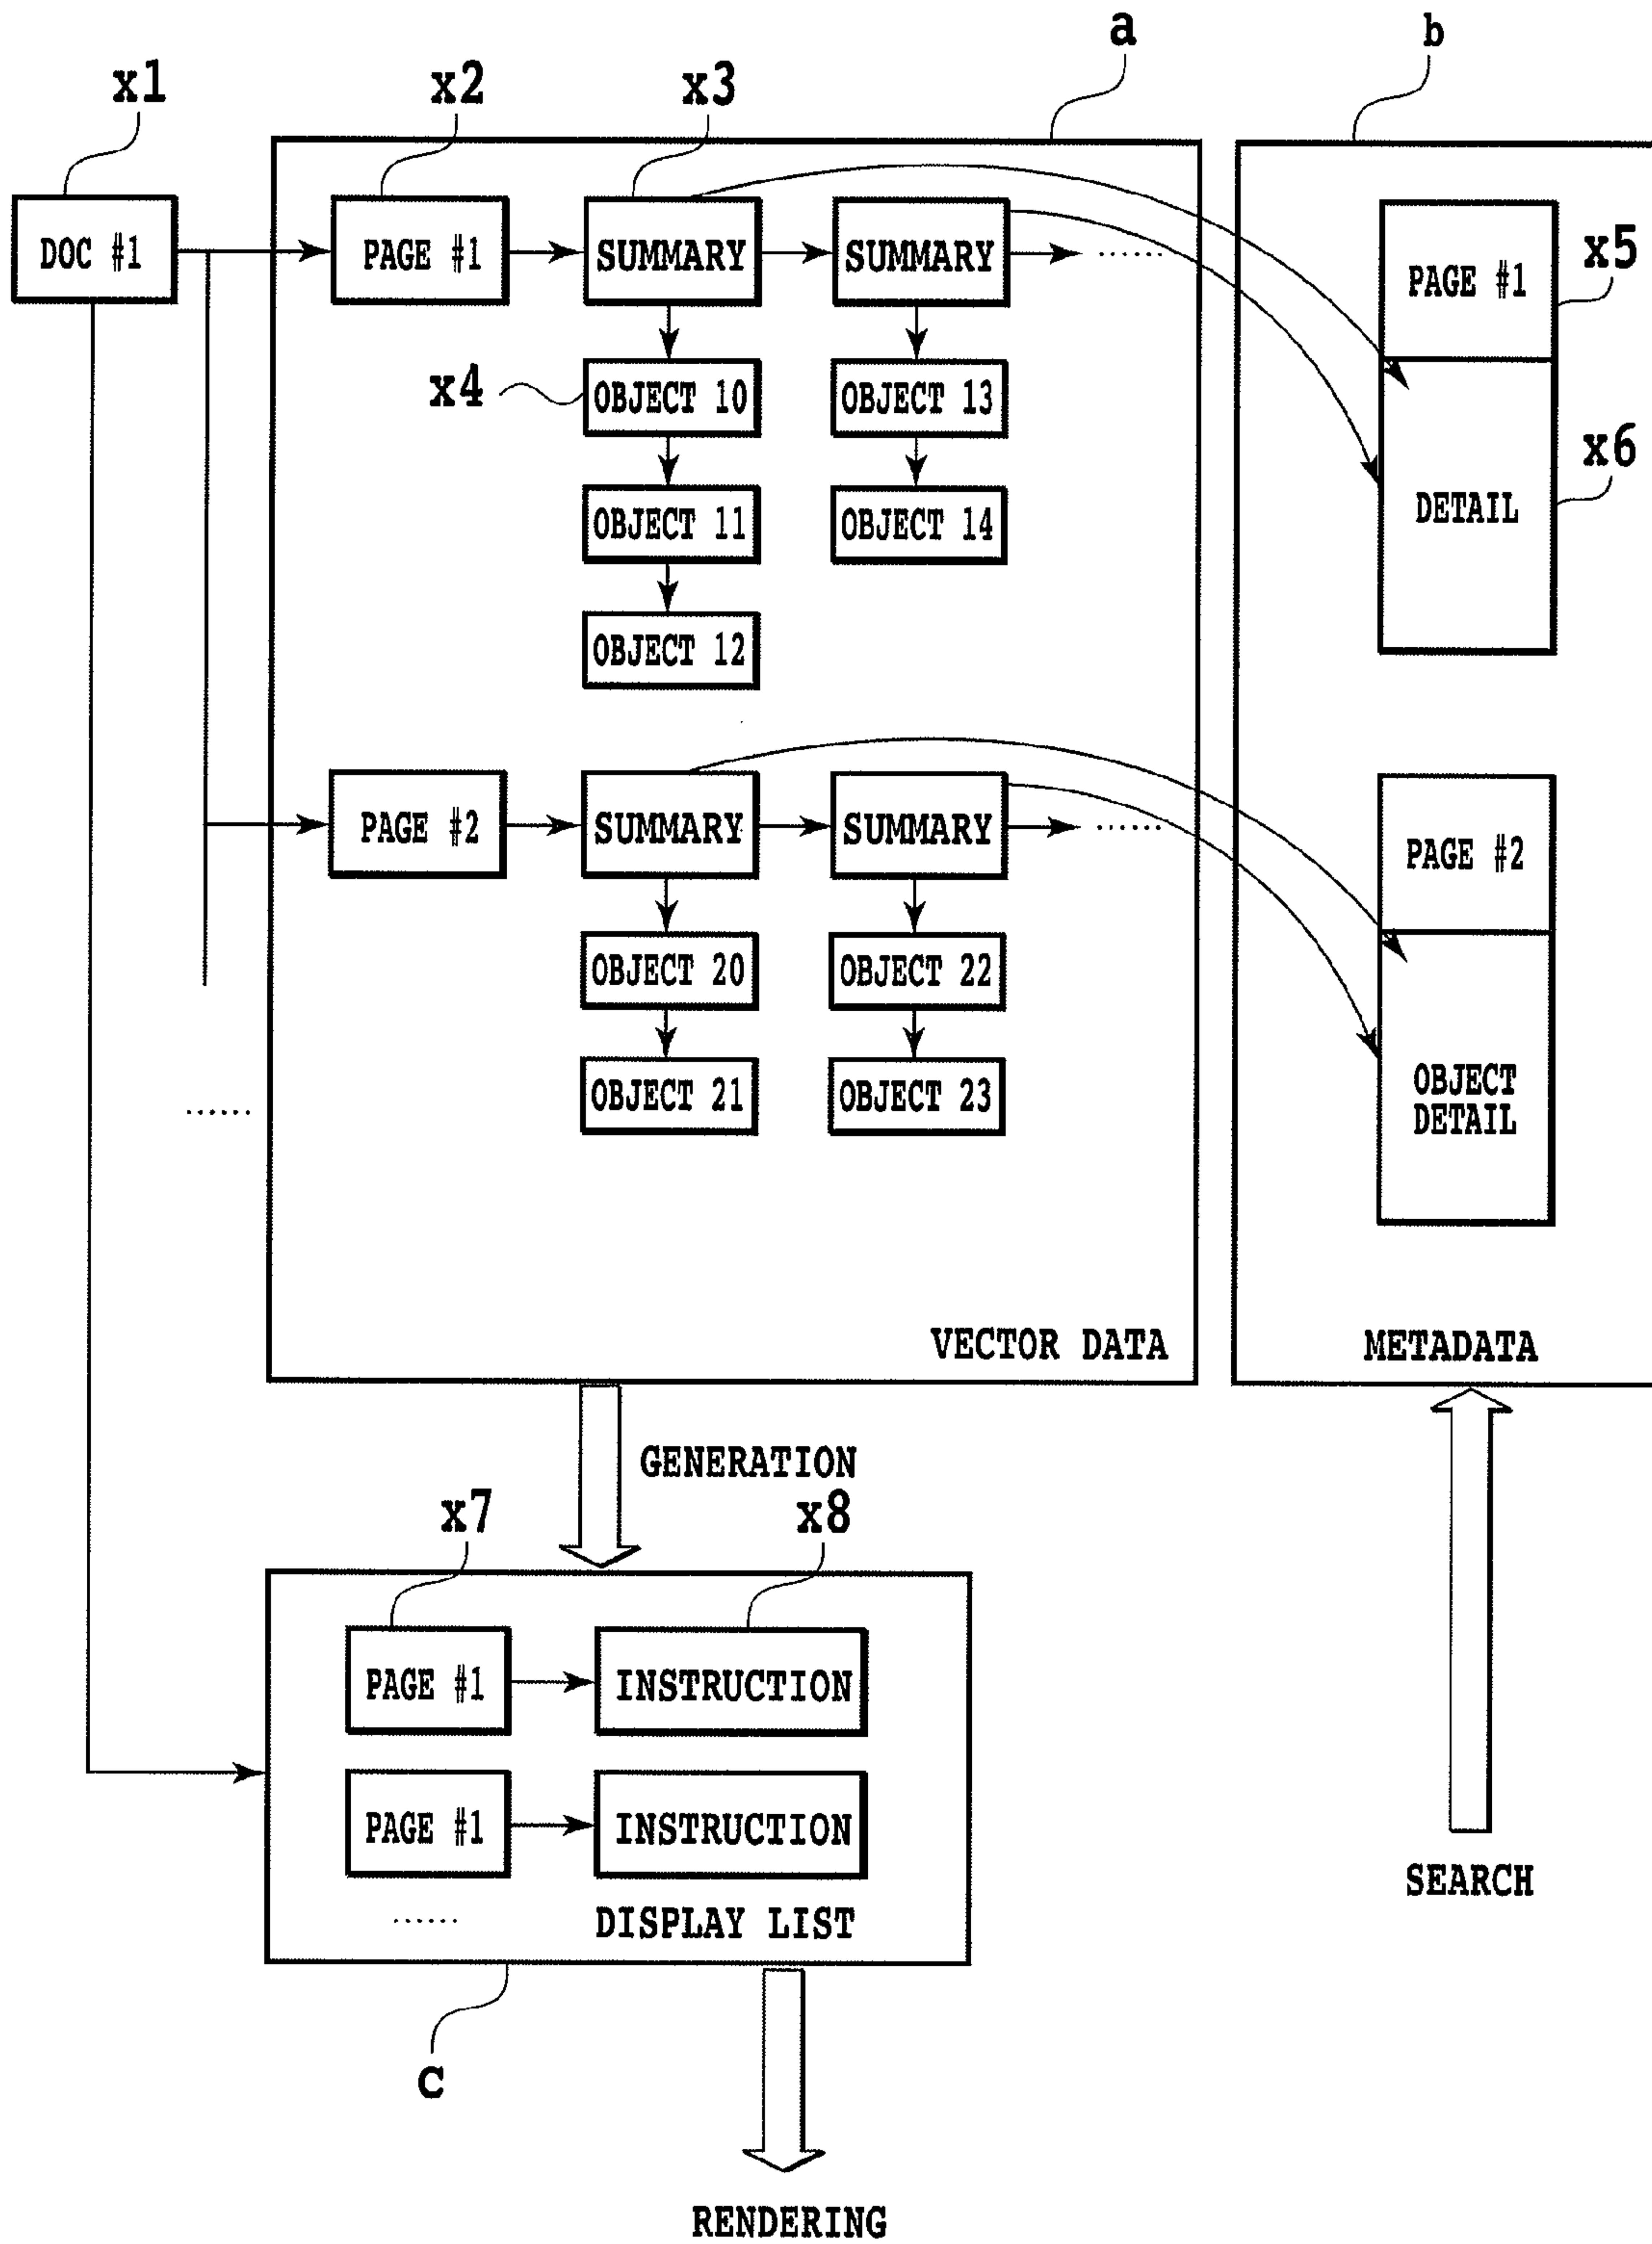 a
b
x1
x2
x3
DOC #1
PAGE #1
SUMMARY
SUMMARY
......
PAGE #1
x5
x4
OBJECT 10
OBJECT 13
x6
DETAIL
OBJECT 11
OBJECT 14
OBJECT 12
PAGE #2
SUMMARY
SUMMARY
......
PAGE #2
OBJECT 20
OBJECT 22
OBJECT 21
OBJECT 23
OBJECT
DETAIL
......
VECTOR DATA
METADATA
GENERATION
x7
x8
PAGE #1
INSTRUCTION
PAGE #1
INSTRUCTION
......
DISPLAY LIST
SEARCH
c
RENDERING